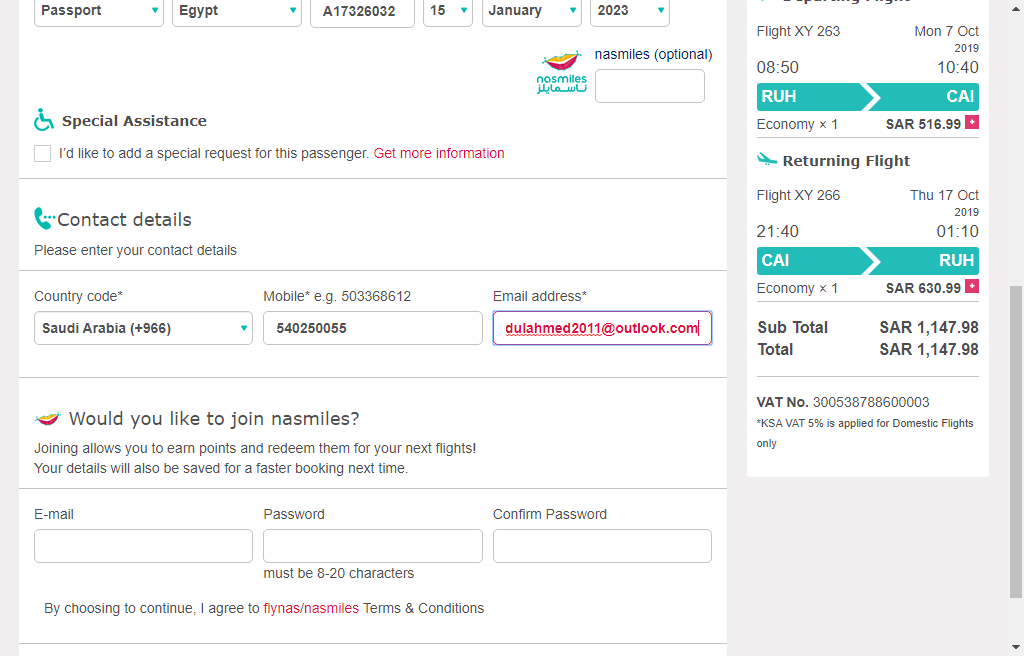 Passport Egypt A17326032 15 January 2023
nasmiles (optional)
nasmiles
ناسمايلز
Special Assistance
I'd like to add a special request for this passenger. Get more information
Contact details
Please enter your contact details
Country code* Mobile* e.g. 503368612 Email address*
Saudi Arabia (+966) 540250055 dulahmed2011@outlook.com
Would you like to join nasmiles?
Joining allows you to earn points and redeem them for your next flights!
Your details will also be saved for a faster booking next time.
E-mail Password Confirm Password
must be 8-20 characters
By choosing to continue, I agree to flynas/nasmiles Terms & Conditions
Departing Flight
Flight XY 263 Mon 7 Oct
2019
08:50 10:40
RUH CAI
Economy × 1 SAR 516.99 +
Returning Flight
Flight XY 266 Thu 17 Oct
2019
21:40 01:10
CAI RUH
Economy × 1 SAR 630.99 +
Sub Total SAR 1,147.98
Total SAR 1,147.98
VAT No. 300538788600003
*KSA VAT 5% is applied for Domestic Flights
only